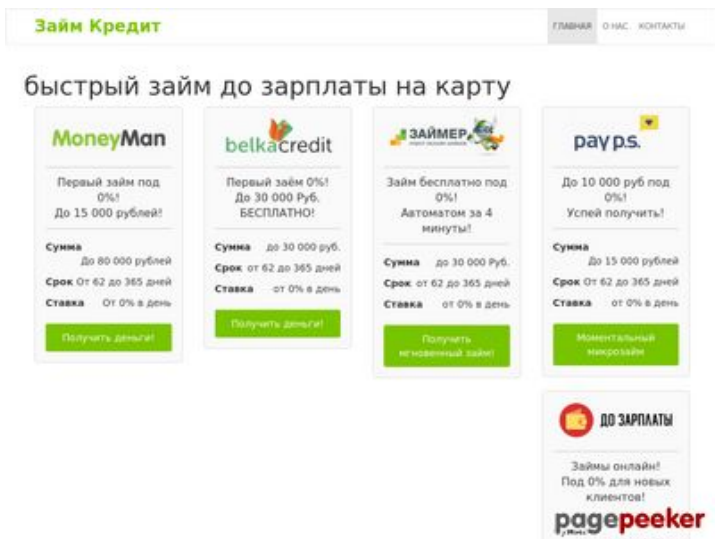 Займ Кредит
ГЛАВНАЯ О НАС КОНТАКТЫ
быстрый займ до зарплаты на карту
MoneyMan
Первый займ под
0%!
До 15 000 рублей!
Сумма
До 80 000 рублей
Срок От 62 до 365 дней
Ставка От 0% в день
Получить деньги!
belkacredit
Первый заём 0%!
До 30 000 Руб.
БЕСПЛАТНО!
Сумма до 30 000 руб.
Срок от 62 до 365 дней
Ставка от 0% в день
Получить деньги!
ЗАЙМЕР
Займ бесплатно под
0%!
Автоматом за 4
минуты!
Сумма до 30 000 Руб.
Срок от 62 до 365 дней
Ставка от 0% в день
Получить
мгновенный займ!
pay p.s.
До 10 000 руб под
0%!
Успей получить!
Сумма
До 15 000 рублей
Срок От 62 до 365 дней
Ставка от 0% в день
Моментальный
микрозайм
ДО ЗАРПЛАТЫ
Займы онлайн!
Под 0% для новых
клиентов!
pagepeeker